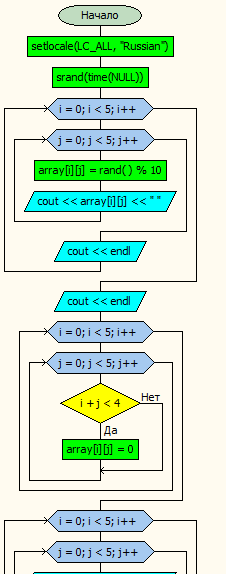 Начало
setlocale(LC_ALL, "Russian")
srand(time(NULL))
i = 0; i < 5; i++
j = 0; j < 5; j++
array[i][j] = rand() % 10
cout << array[i][j] << " "
cout << endl
cout << endl
i = 0; i < 5; i++
j = 0; j < 5; j++
i + j < 4
Нет
Да
array[i][j] = 0
i = 0; i < 5; i++
j = 0; j < 5; j++